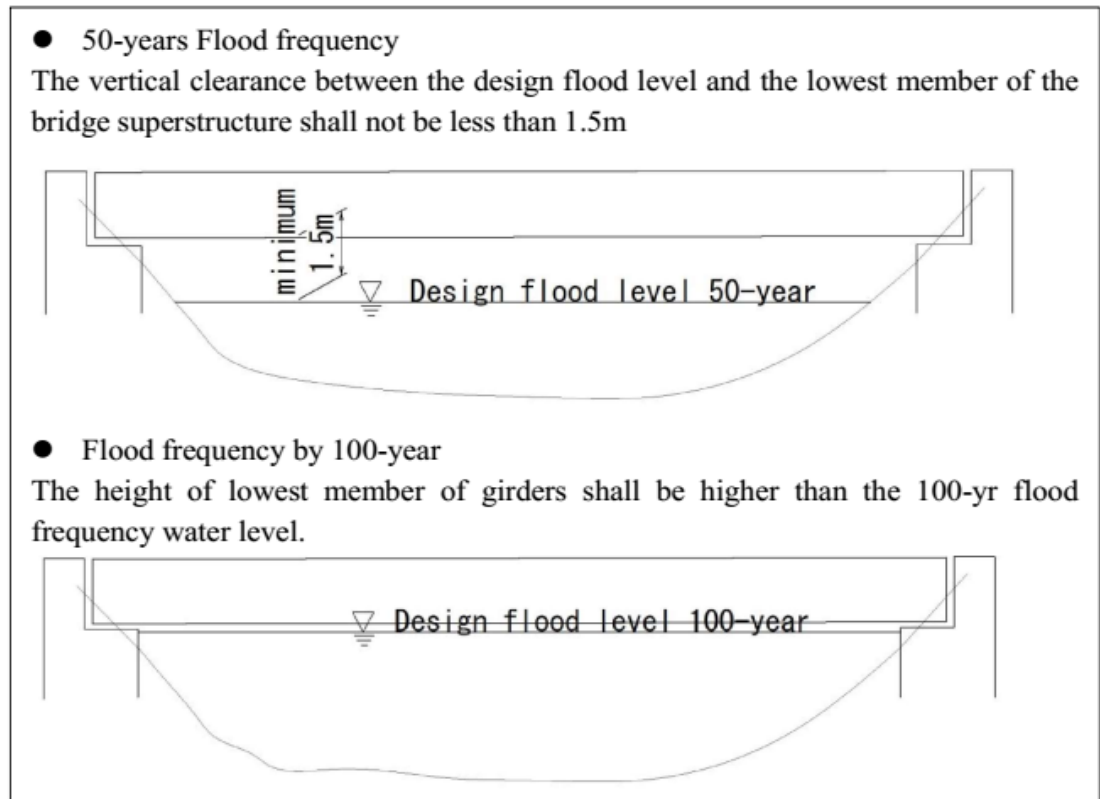 ● 50-years Flood frequency
The vertical clearance between the design flood level and the lowest member of the
bridge superstructure shall not be less than 1.5m
minimum
1.5m
Design flood level 50-year
● Flood frequency by 100-year
The height of lowest member of girders shall be higher than the 100-yr flood
frequency water level.
Design flood level 100-year